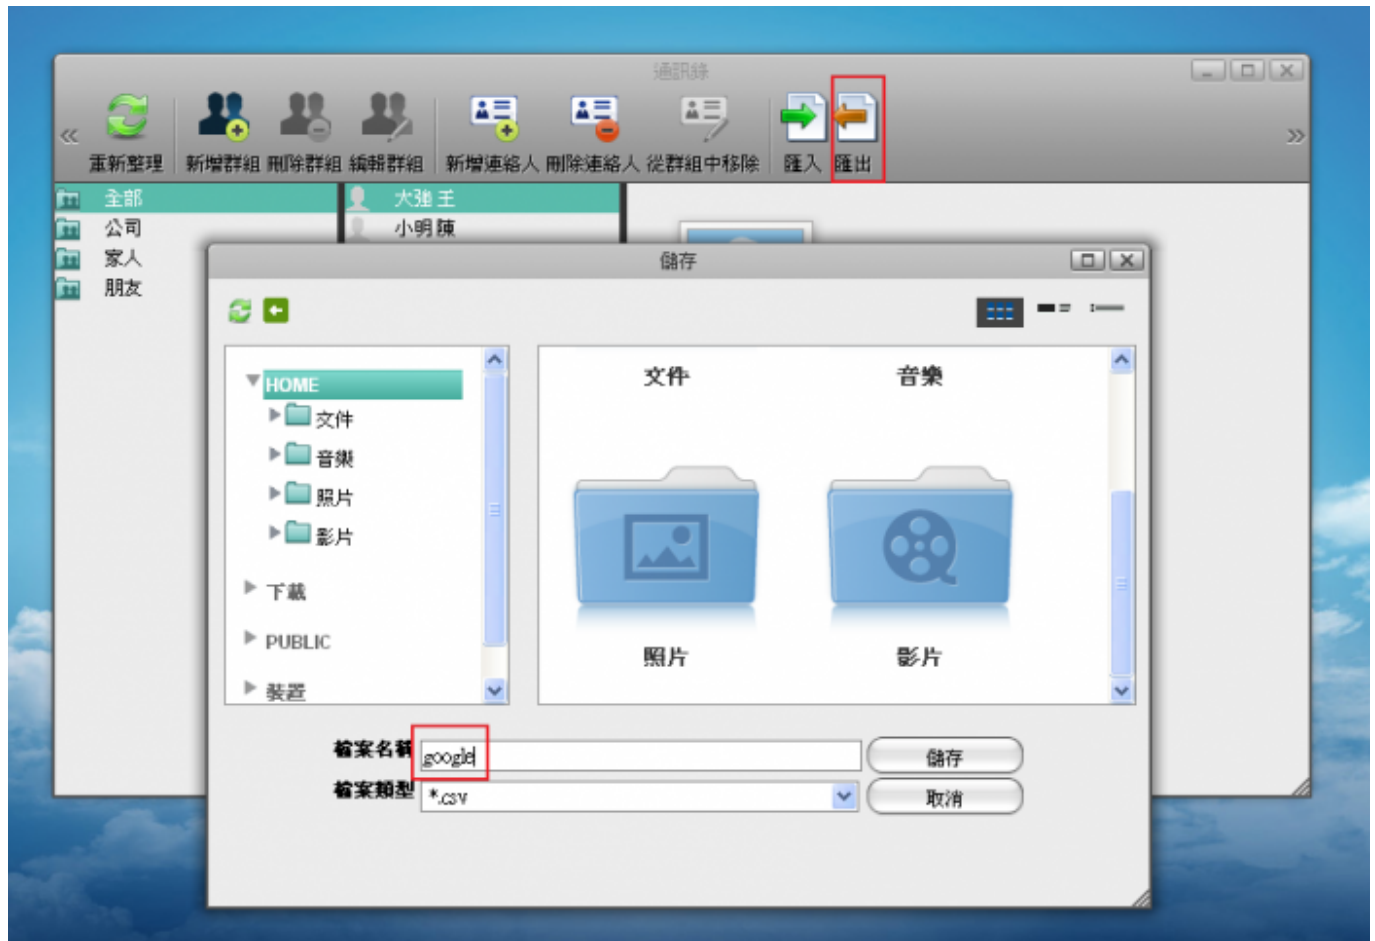 通訊錄
重新整理 新增群組 刪除群組 編輯群組 新增連絡人 刪除連絡人 從群組中移除 匯入 匯出
全部
公司
家人
朋友
大強 王
小明 陳
儲存
HOME
文件
音樂
照片
影片
下載
PUBLIC
裝置
文件 音樂
照片 影片
檔案名稱 google 儲存
檔案類型 *.csv 取消